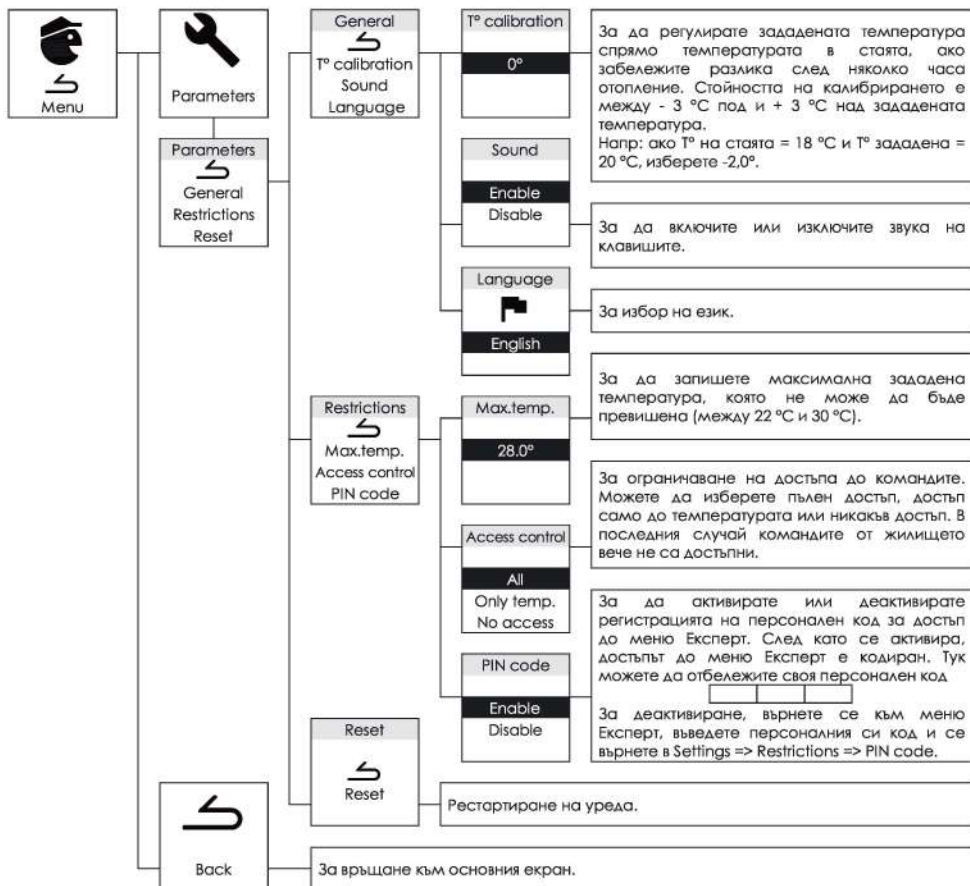 Menu
Parameters
Parameters
General
Restrictions
Reset
General
T° calibration
Sound
Language
T° calibration
0°
За да регулирате зададената температура
спрямо температурата в стаята, ако
забележите разлика след няколко часа
отопление. Стойността на калибрирането е
между - 3 °C под и + 3 °C над зададената
температура.
Напр: ако T° на стаята = 18 °C и T° зададена =
20 °C, изберете -2,0°.
Sound
Enable
Disable
За да включите или изключите звука на
клавишите.
Language
English
За избор на език.
Restrictions
Max.temp.
Access control
PIN code
Max.temp.
28.0°
За да запишете максимална зададена
температура, която не може да бъде
превишена (между 22 °C и 30 °C).
Access control
All
Only temp.
No access
За ограничаване на достъпа до командите.
Можете да изберете пълен достъп, достъп
само до температурата или никакъв достъп. В
последния случай командите от жилището
вече не са достъпни.
PIN code
Enable
Disable
За да активирате или деактивирате
регистрацията на персонален код за достъп
до меню Експерт. След като се активира,
достъпът до меню Експерт е кодиран. Тук
можете да отбележите своя персонален код
За деактивиране, върнете се към меню
Експерт, въведете персоналния си код и се
върнете в Settings => Restrictions => PIN code.
Reset
Reset
Рестартиране на уреда.
Back
За връщане към основния екран.